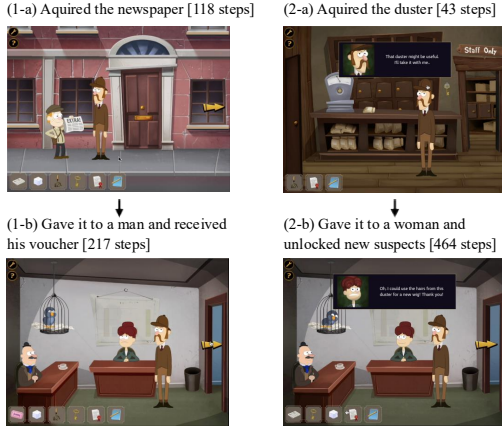 (1-a) Aquired the newspaper [118 steps]
(2-a) Aquired the duster [43 steps]
EXTRA!
?
?
That duster might be useful.
I'll take it with me.
Staff Only
(1-b) Gave it to a man and received
his voucher [217 steps]
(2-b) Gave it to a woman and
unlocked new suspects [464 steps]
?
?
Oh, I could use the hairs from this
duster for a new wig! Thank you!